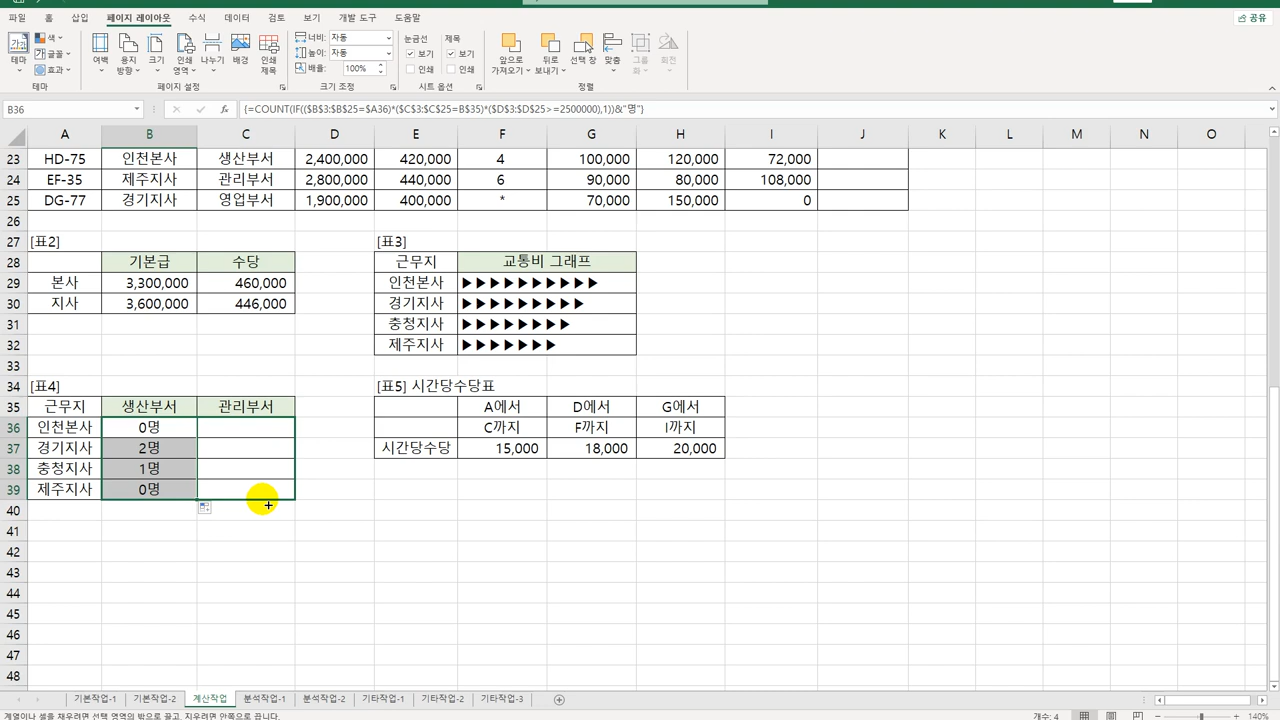 파일 홈 삽입 페이지 레이아웃 수식 데이터 검토 보기 개발 도구 도움말 공유
가가 색 글꼴 효과 테마
여백 용지 방향 크기 인쇄 영역 나누기 배경 인쇄 제목
너비: 자동
높이: 자동
배율: 100%
눈금선 제목
보기 보기
인쇄 인쇄
앞으로 가져오기 뒤로 보내기 선택 창 맞춤 그룹화 회전
테마 페이지 설정 크기 조정 시트 옵션 정렬
B36 fx {=COUNT(IF(($B$3:$B$25=$A36)*($C$3:$C$25=B$35)*($D$3:$D$25>=2500000),1))&"명"}
A B C D E F G H I J K L M N O
23 HD-75 인천본사 생산부서 2,400,000 420,000 4 100,000 120,000 72,000
24 EF-35 제주지사 관리부서 2,800,000 440,000 6 90,000 80,000 108,000
25 DG-77 경기지사 영업부서 1,900,000 400,000 * 70,000 150,000 0
26
27 [표2] [표3]
28 기본급 수당 근무지 교통비 그래프
29 본사 3,300,000 460,000 인천본사 ▶▶▶▶▶▶▶▶▶▶
30 지사 3,600,000 446,000 경기지사 ▶▶▶▶▶▶▶▶▶
31 충청지사 ▶▶▶▶▶▶▶▶
32 제주지사 ▶▶▶▶▶▶▶
33
34 [표4] [표5] 시간당수당표
35 근무지 생산부서 관리부서 A에서 D에서 G에서
36 인천본사 0명 C까지 F까지 I까지
37 경기지사 2명 시간당수당 15,000 18,000 20,000
38 충청지사 1명
39 제주지사 0명
40
41
42
43
44
45
46
47
48
기본작업-1 기본작업-2 계산작업 분석작업-1 분석작업-2 기타작업-1 기타작업-2 기타작업-3
계열이나 셀을 채우려면 선택 영역의 밖으로 끌고, 지우려면 안쪽으로 끕니다. 개수: 4 140%